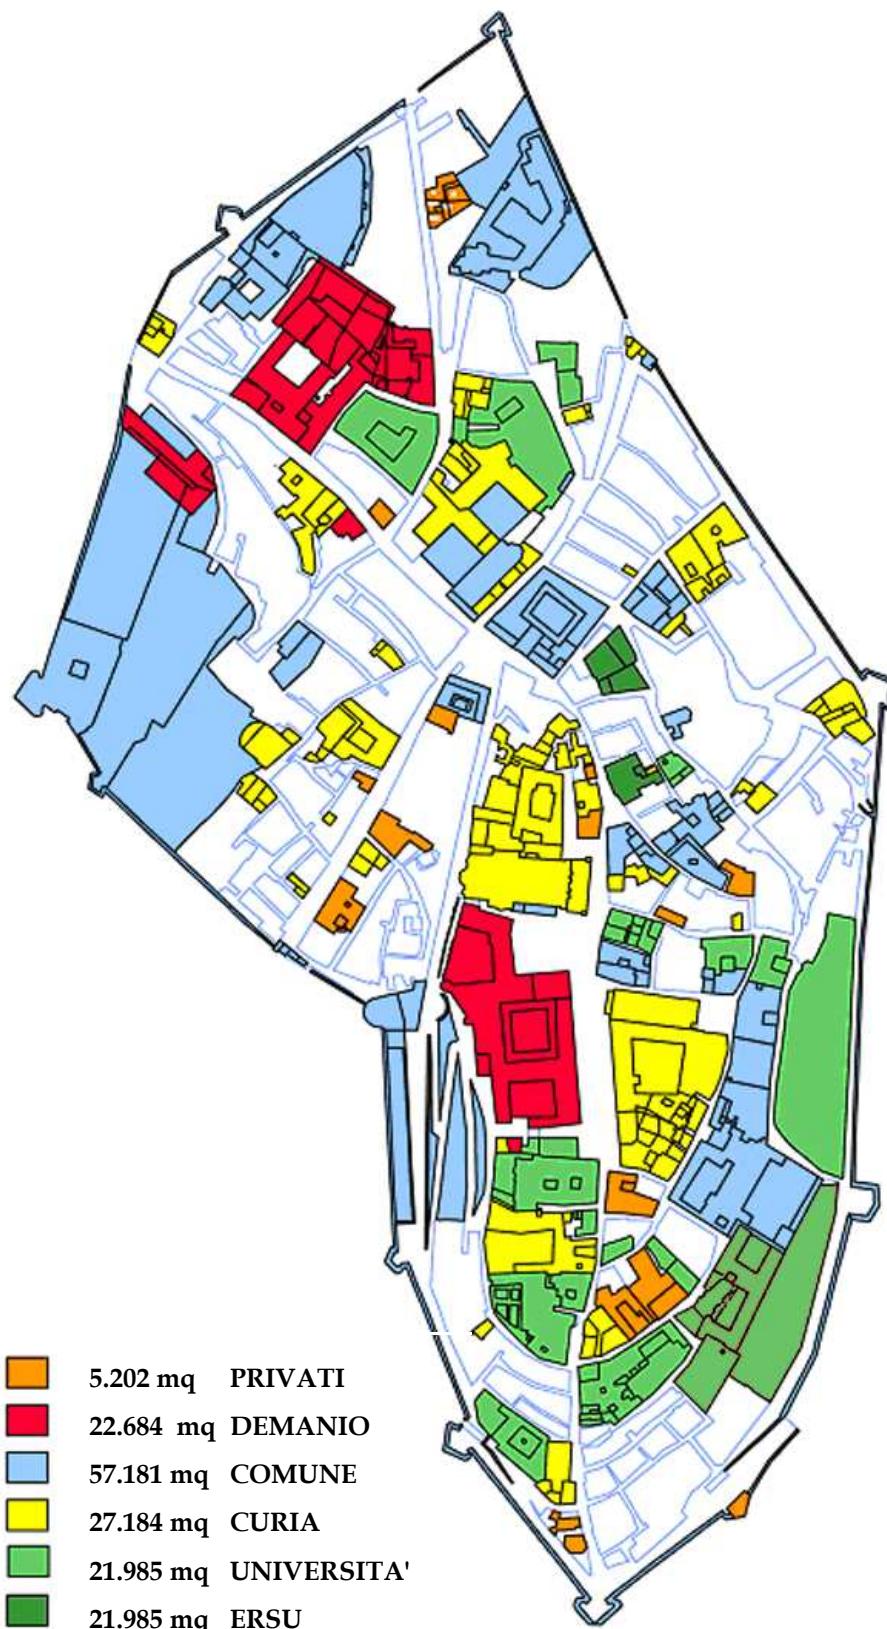 5.202 mq PRIVATI
22.684 mq DEMANIO
57.181 mq COMUNE
27.184 mq CURIA
21.985 mq UNIVERSITA'
21.985 mq ERSU